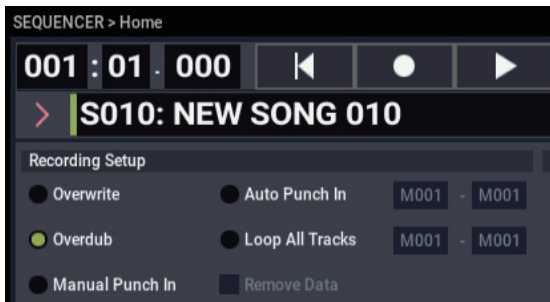 SEQUENCER > Home
001 : 01 . 000
S010: NEW SONG 010
Recording Setup
Overwrite Auto Punch In M001 - M001
Overdub Loop All Tracks M001 - M001
Manual Punch In Remove Data